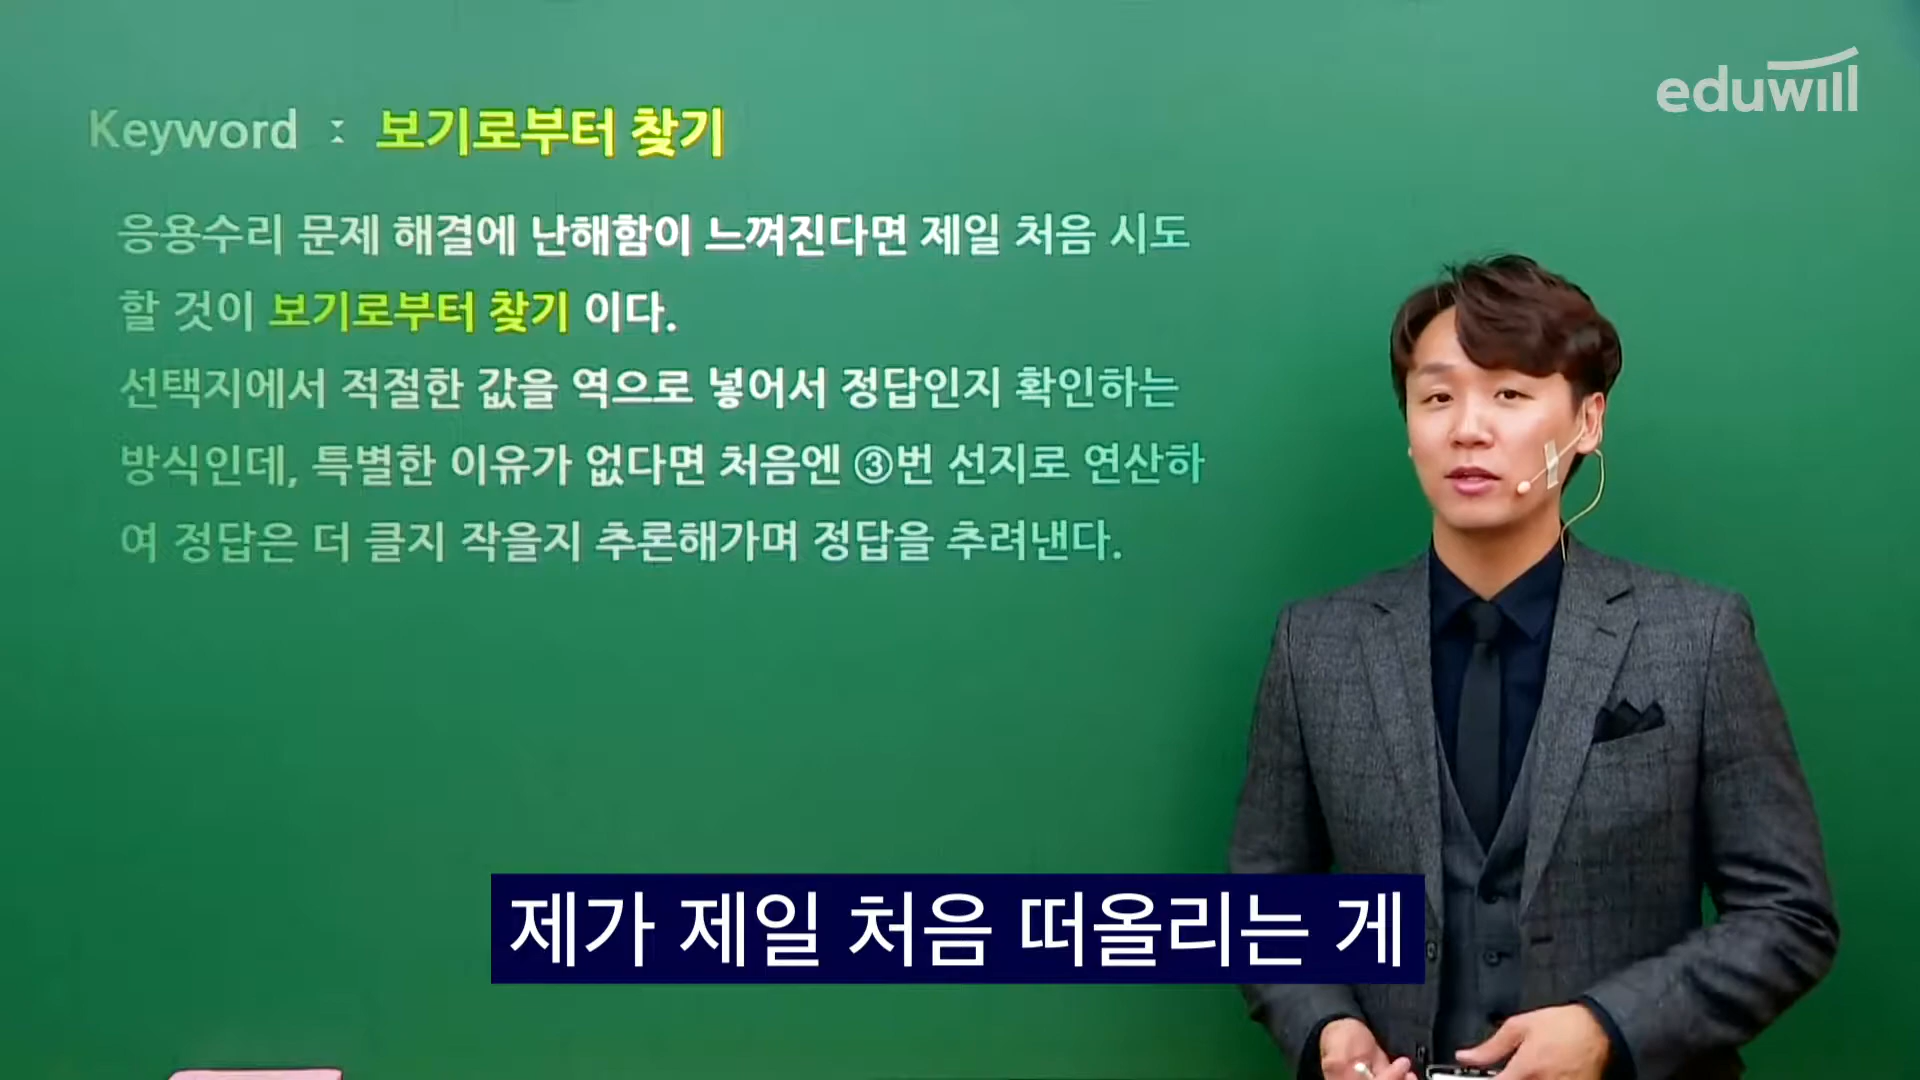 eduwill
Keyword : 보기로부터 찾기
응용수리 문제 해결에 난해함이 느껴진다면 제일 처음 시도
할 것이 보기로부터 찾기 이다.
선택지에서 적절한 값을 역으로 넣어서 정답인지 확인하는
방식인데, 특별한 이유가 없다면 처음엔 ③번 선지로 연산하
여 정답은 더 클지 작을지 추론해가며 정답을 추려낸다.
제가 제일 처음 떠올리는 게